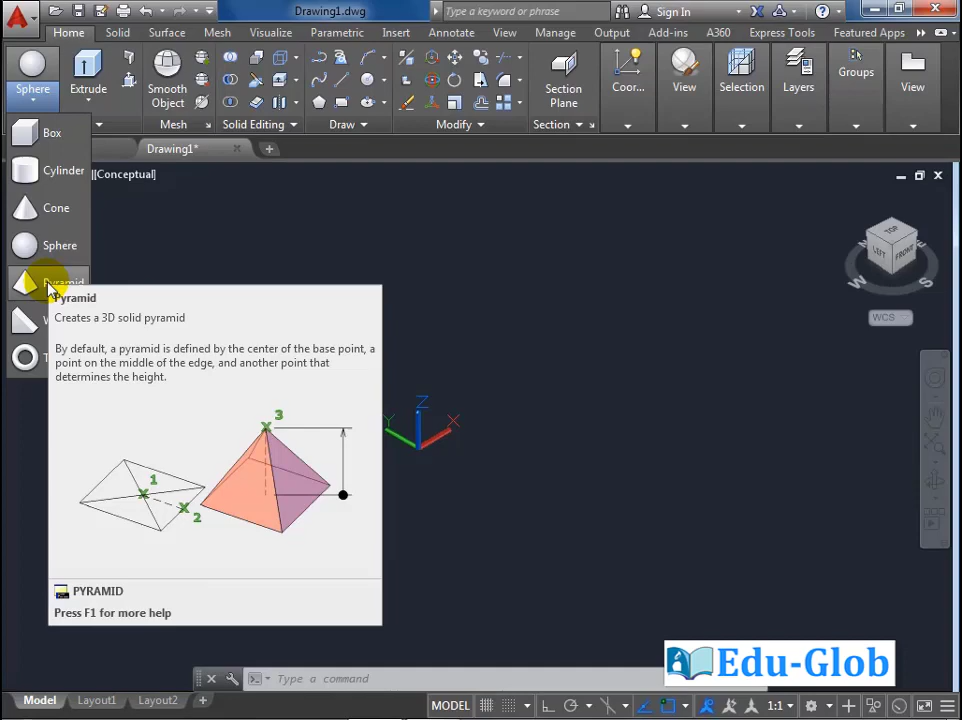 Drawing1.dwg
Type a keyword or phrase
Sign In
Home Solid Surface Mesh Visualize Parametric Insert Annotate View Manage Output Add-ins A360 Express Tools Featured Apps
Sphere
Extrude
Smooth
Object
Section
Plane
Coor...
View
Selection
Layers
Groups
View
Mesh
Solid Editing
Draw
Modify
Section
Drawing1*
][Conceptual]
Box
Cylinder
Cone
Sphere
Pyramid
Pyramid
Creates a 3D solid pyramid
By default, a pyramid is defined by the center of the base point, a
point on the middle of the edge, and another point that
determines the height.
1
2
3
PYRAMID
Press F1 for more help
Y Z X
TOP
LEFT
FRONT
W
S
WCS
Type a command
Edu-Glob
Model Layout1 Layout2
MODEL
1:1